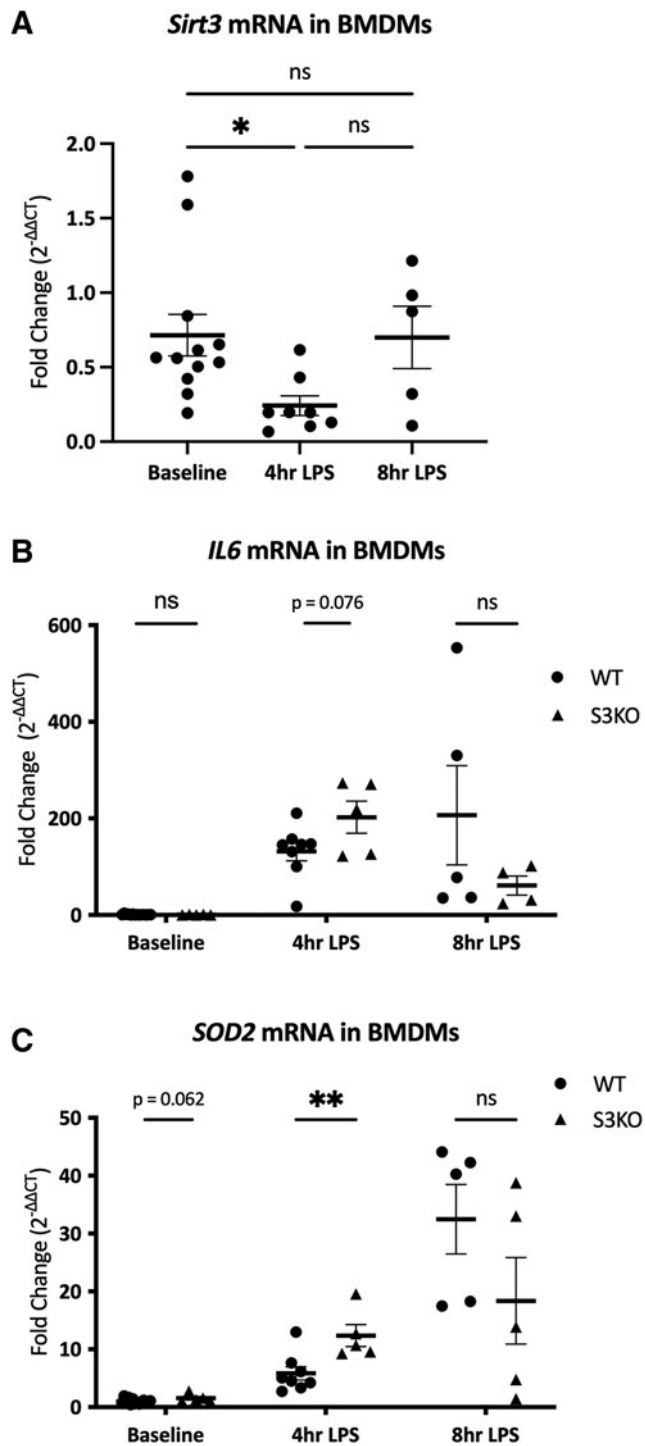 A
Sirt3 mRNA in BMDMs
ns
* ns
2.0
1.5
1.0
0.5
0.0
Fold Change (2-ΔΔCT)
Baseline 4hr LPS 8hr LPS
B
IL6 mRNA in BMDMs
ns p = 0.076 ns
600
400
200
0
Fold Change (2-ΔΔCT)
WT
S3KO
Baseline 4hr LPS 8hr LPS
C
SOD2 mRNA in BMDMs
p = 0.062 ** ns
50
40
30
20
10
0
Fold Change (2-ΔΔCT)
WT
S3KO
Baseline 4hr LPS 8hr LPS